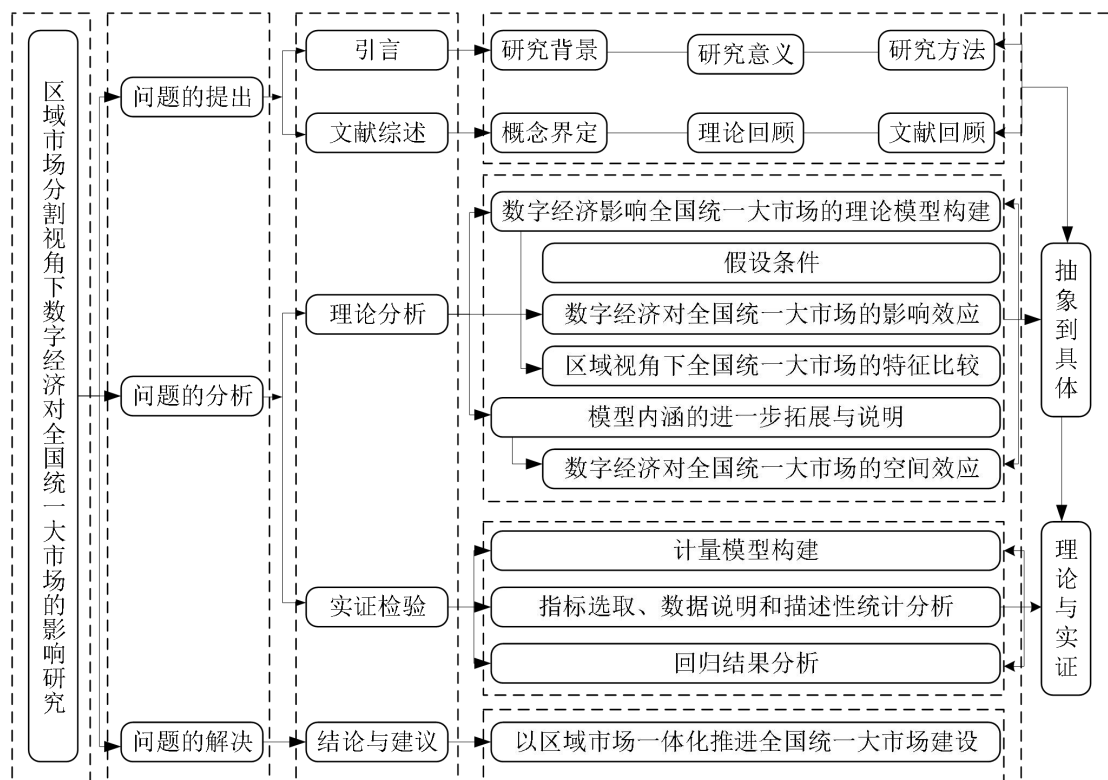 区域市场分割视角下数字经济对全国统一大市场的影响研究
问题的提出
引言
研究背景
研究意义
研究方法
文献综述
概念界定
理论回顾
文献回顾
问题的分析
理论分析
数字经济影响全国统一大市场的理论模型构建
假设条件
数字经济对全国统一大市场的影响效应
区域视角下全国统一大市场的特征比较
模型内涵的进一步拓展与说明
数字经济对全国统一大市场的空间效应
抽象到具体
实证检验
计量模型构建
指标选取、数据说明和描述性统计分析
回归结果分析
理论与实证
问题的解决
结论与建议
以区域市场一体化推进全国统一大市场建设